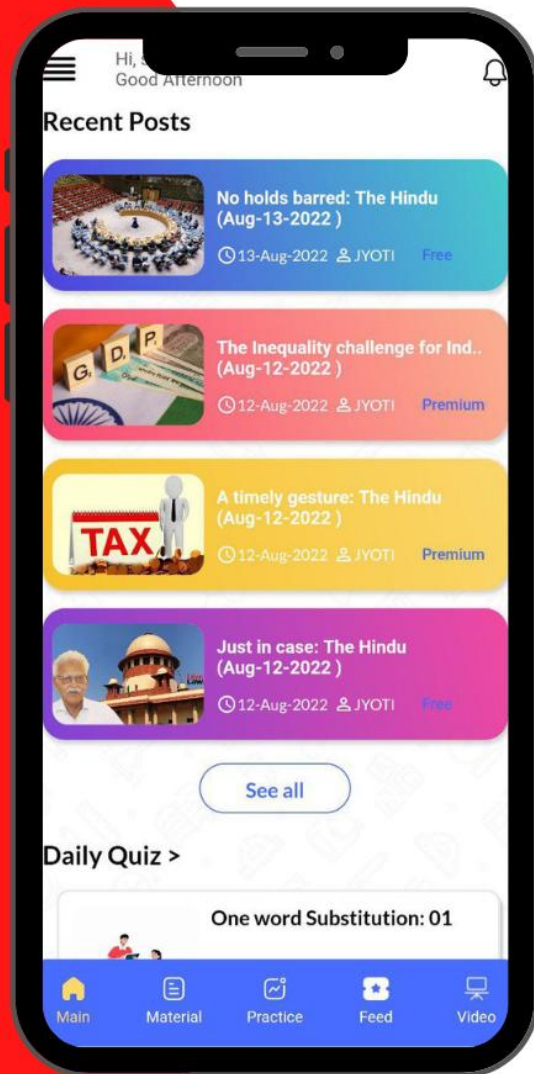 Hi,
Good Afternoon
Recent Posts
No holds barred: The Hindu
(Aug-13-2022 )
13-Aug-2022 JYOTI Free
G D P
The Inequality challenge for Ind..
(Aug-12-2022 )
12-Aug-2022 JYOTI Premium
TAX
A timely gesture: The Hindu
(Aug-12-2022 )
12-Aug-2022 JYOTI Premium
Just in case: The Hindu
(Aug-12-2022 )
12-Aug-2022 JYOTI Free
See all
Daily Quiz >
One word Substitution: 01
Main Material Practice Feed Video